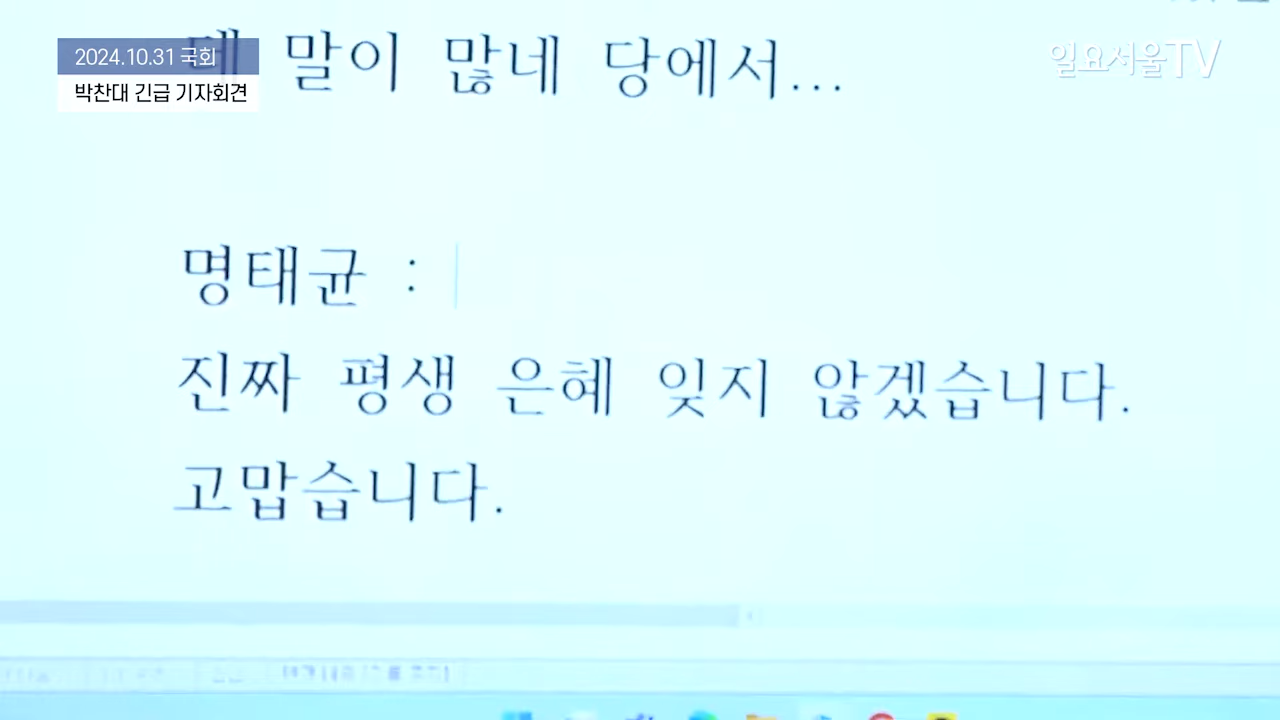 2024.10.31 국회
박찬대 긴급 기자회견
일요서울TV
데 말이 많네 당에서...
명태균 :
진짜 평생 은혜 잊지 않겠습니다.
고맙습니다.